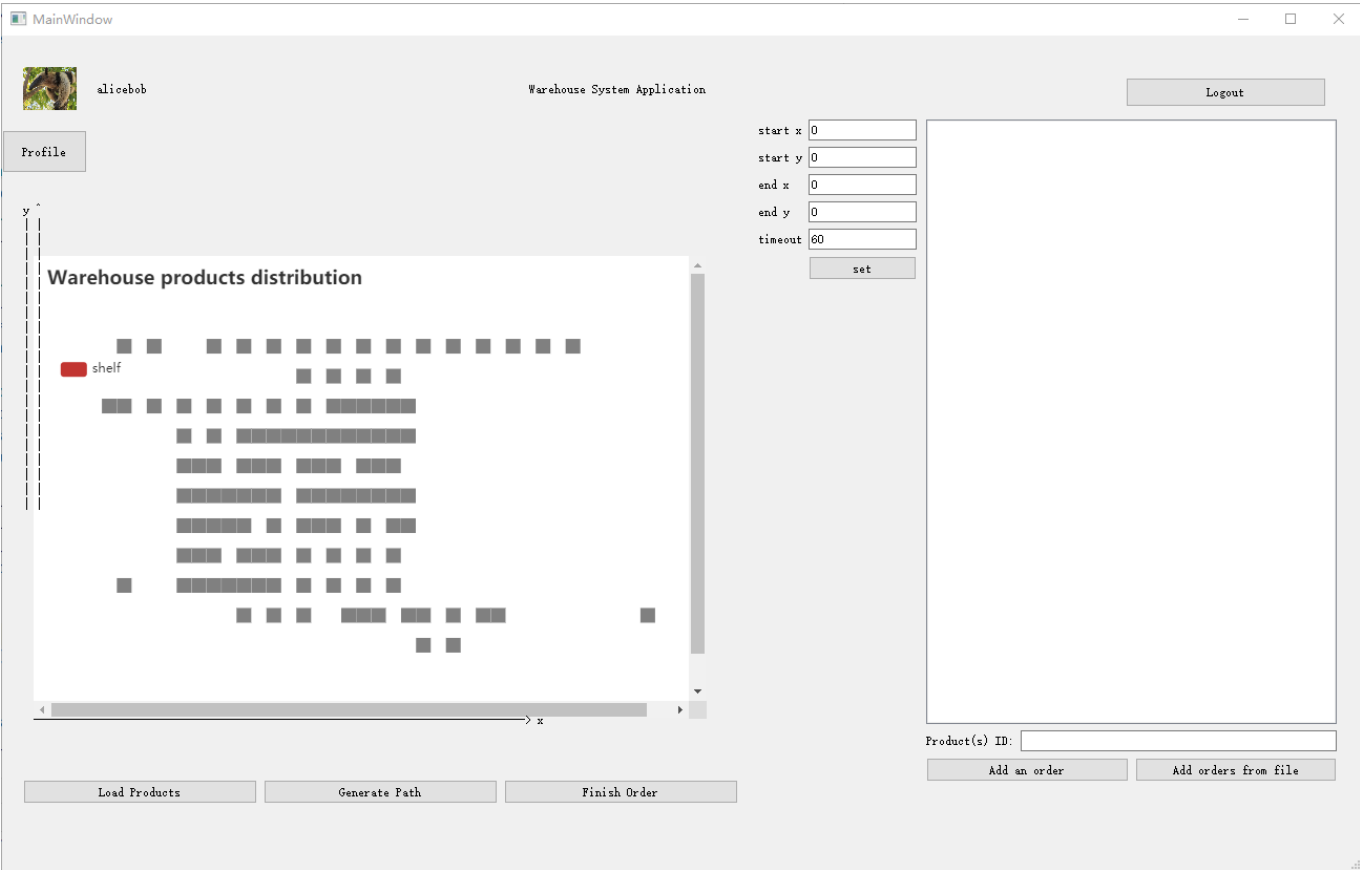 MainWindow
alicebob
Warehouse System Application
Logout
Profile
start x 0
start y 0
end x 0
end y 0
timeout 60
set
y
Warehouse products distribution
shelf
x
Product(s) ID:
Add an order
Add orders from file
Load Products
Generate Path
Finish Order